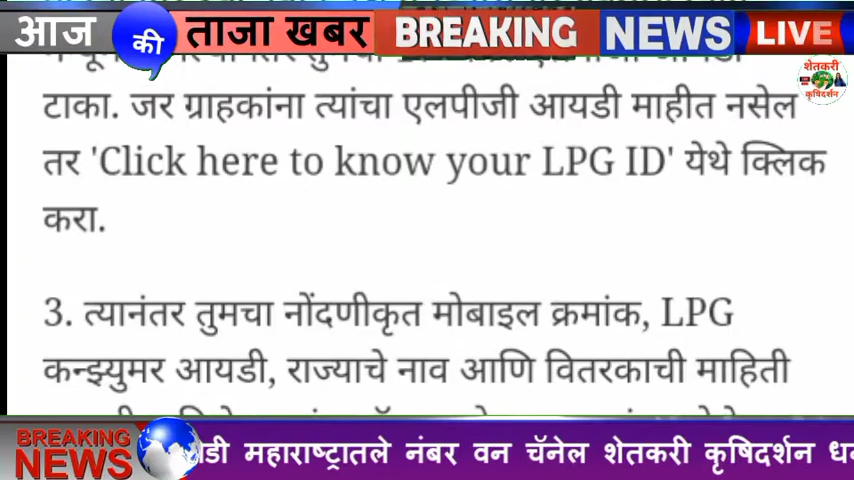 आज की ताजा खबर BREAKING NEWS LIVE
शेतकरी
कृषिदर्शन
टाका. जर ग्राहकांना त्यांचा एलपीजी आयडी माहीत नसेल
तर 'Click here to know your LPG ID' येथे क्लिक
करा.
3. त्यानंतर तुमचा नोंदणीकृत मोबाइल क्रमांक, LPG
कन्झ्युमर आयडी, राज्याचे नाव आणि वितरकाची माहिती
BREAKING
NEWS
महाराष्ट्रातले नंबर वन चॅनेल शेतकरी कृषिदर्शन